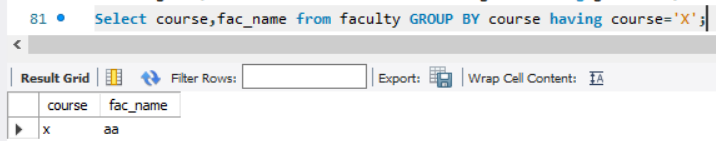 81 Select course,fac_name from faculty GROUP BY course having course='X';
Result Grid Filter Rows: Export: Wrap Cell Content: IA
course fac_name
x aa